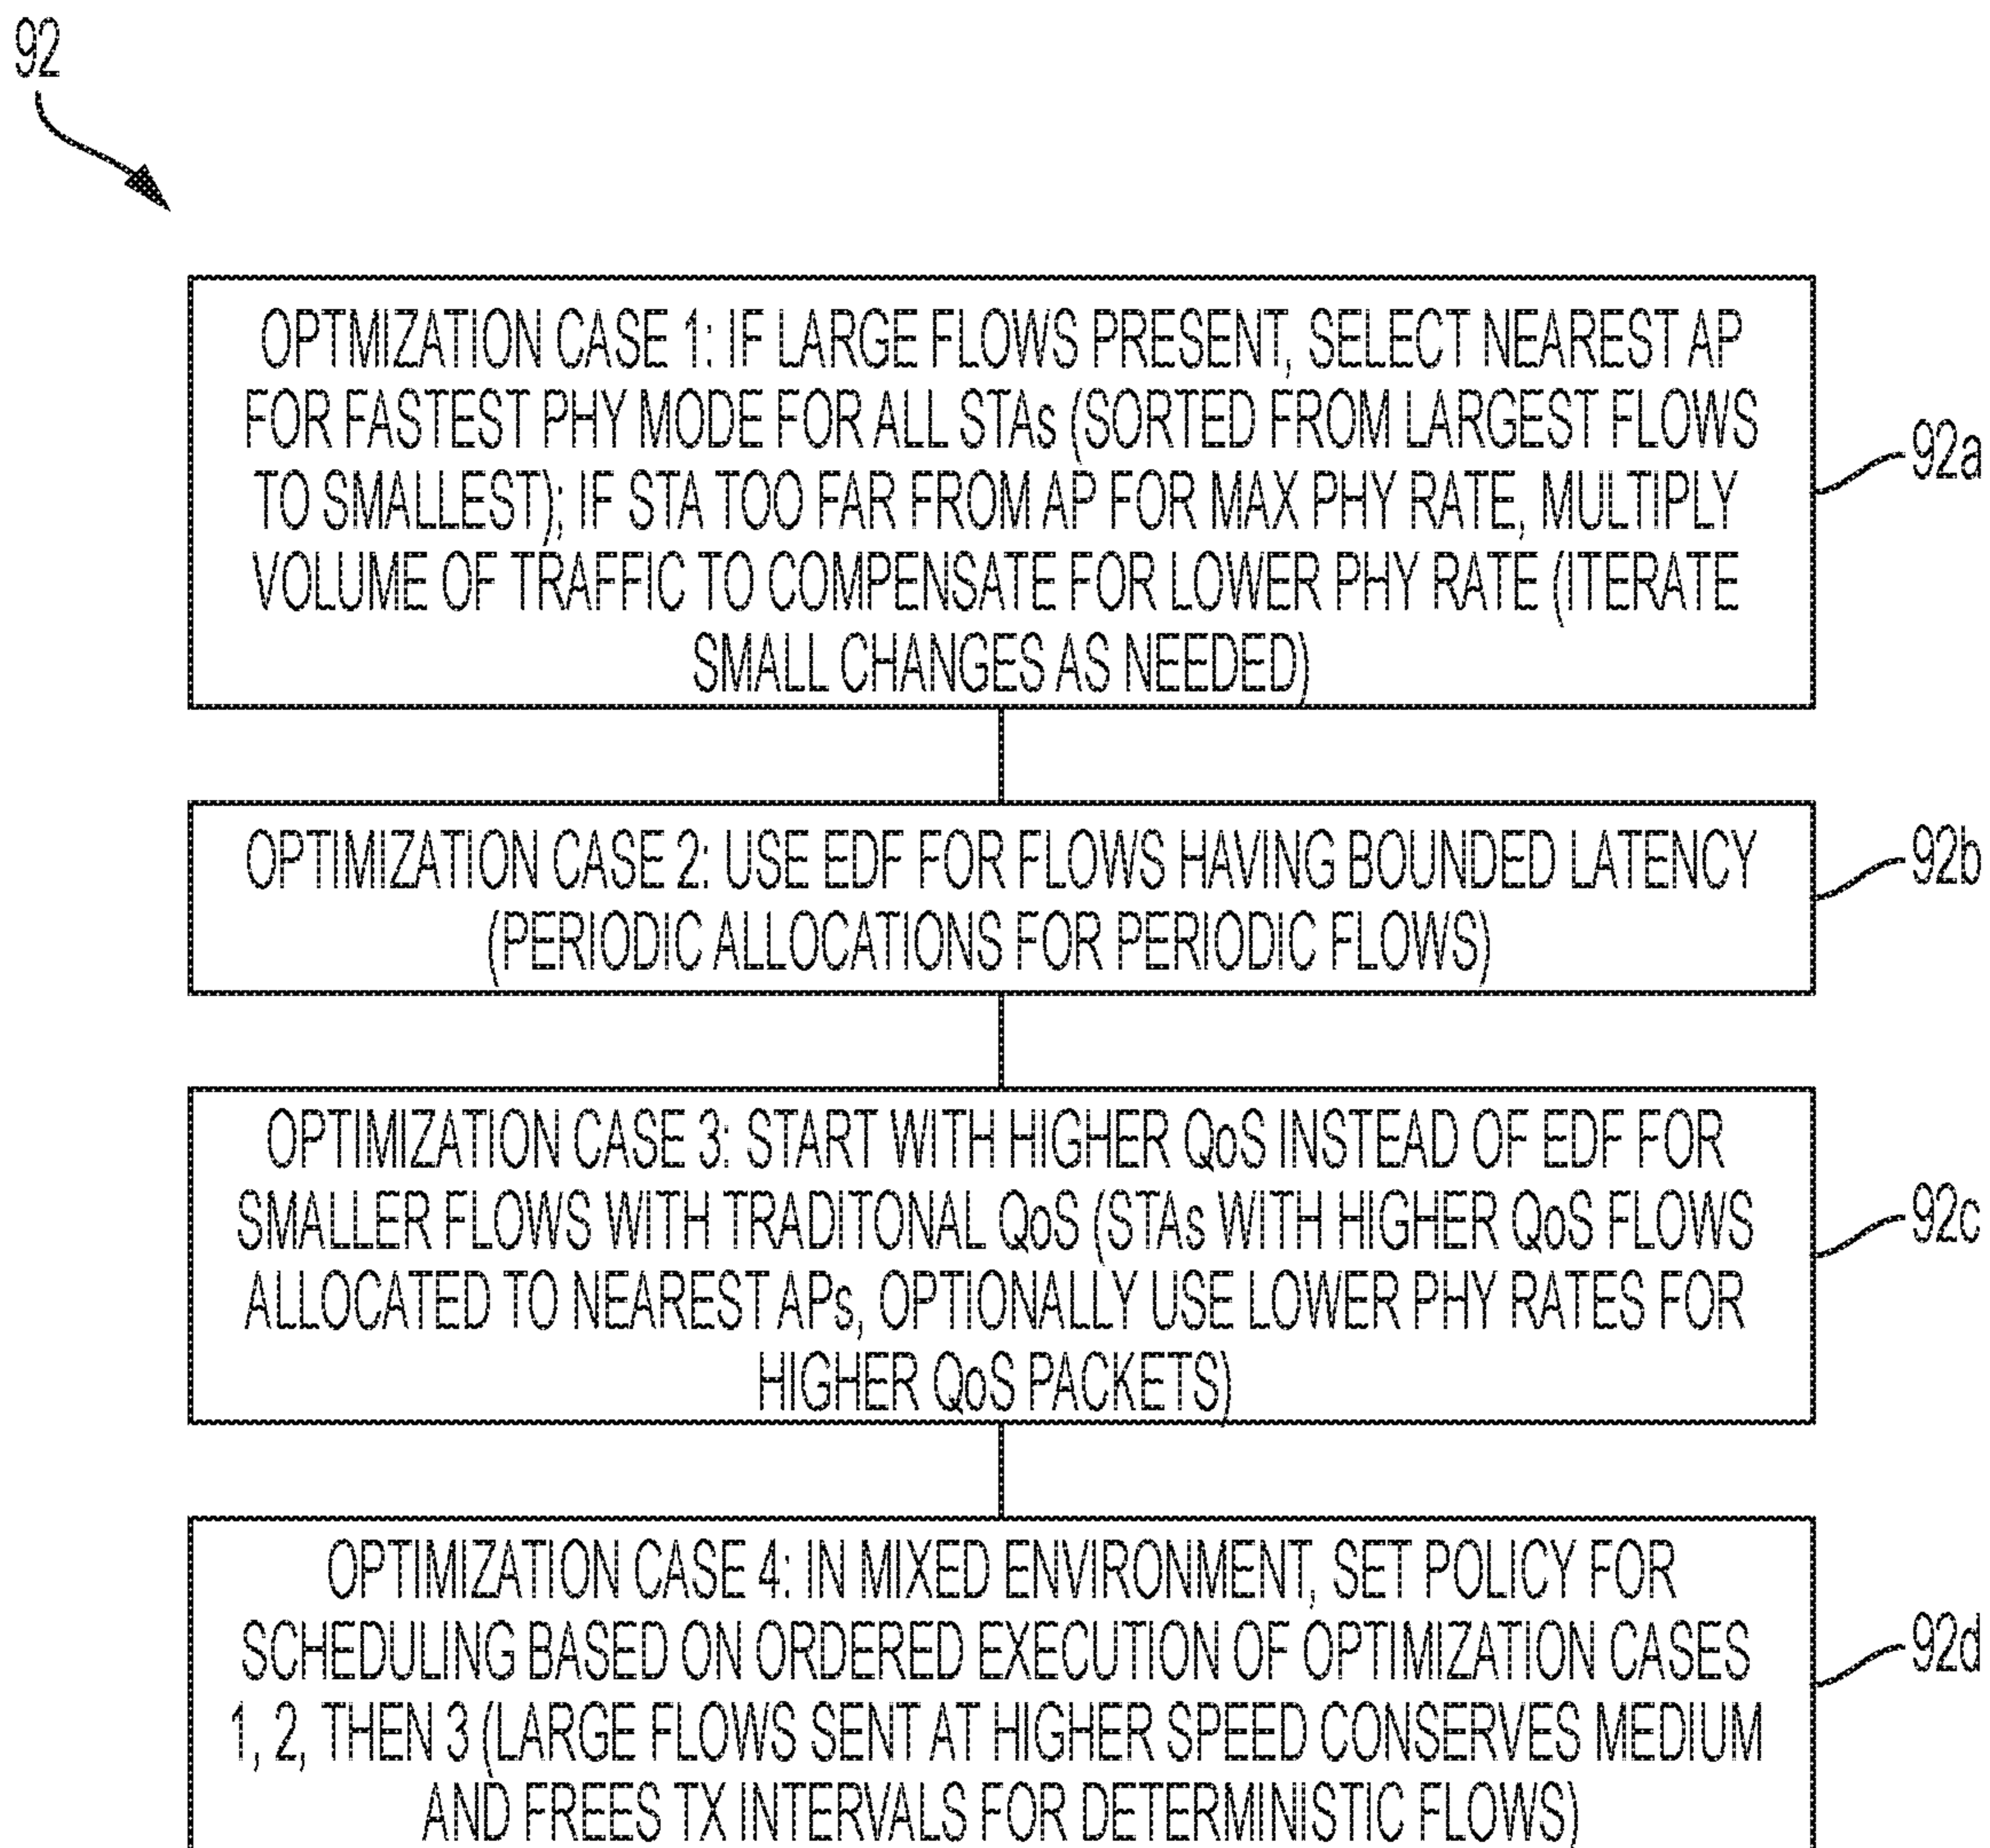 92
OPTMIZATION CASE 1: IF LARGE FLOWS PRESENT, SELECT NEAREST AP
FOR FASTEST PHY MODE FOR ALL STAs (SORTED FROM LARGEST FLOWS
TO SMALLEST); IF STA TOO FAR FROM AP FOR MAX PHY RATE, MULTIPLY
VOLUME OF TRAFFIC TO COMPENSATE FOR LOWER PHY RATE (ITERATE
SMALL CHANGES AS NEEDED)
92a
OPTIMIZATION CASE 2: USE EDF FOR FLOWS HAVING BOUNDED LATENCY
(PERIODIC ALLOCATIONS FOR PERIODIC FLOWS)
92b
OPTIMIZATION CASE 3: START WITH HIGHER QoS INSTEAD OF EDF FOR
SMALLER FLOWS WITH TRADITONAL QoS (STAs WITH HIGHER QoS FLOWS
ALLOCATED TO NEAREST APs, OPTIONALLY USE LOWER PHY RATES FOR
HIGHER QoS PACKETS)
92c
OPTIMIZATION CASE 4: IN MIXED ENVIRONMENT, SET POLICY FOR
SCHEDULING BASED ON ORDERED EXECUTION OF OPTIMIZATION CASES
1, 2, THEN 3 (LARGE FLOWS SENT AT HIGHER SPEED CONSERVES MEDIUM
AND FREES TX INTERVALS FOR DETERMINISTIC FLOWS)
92d